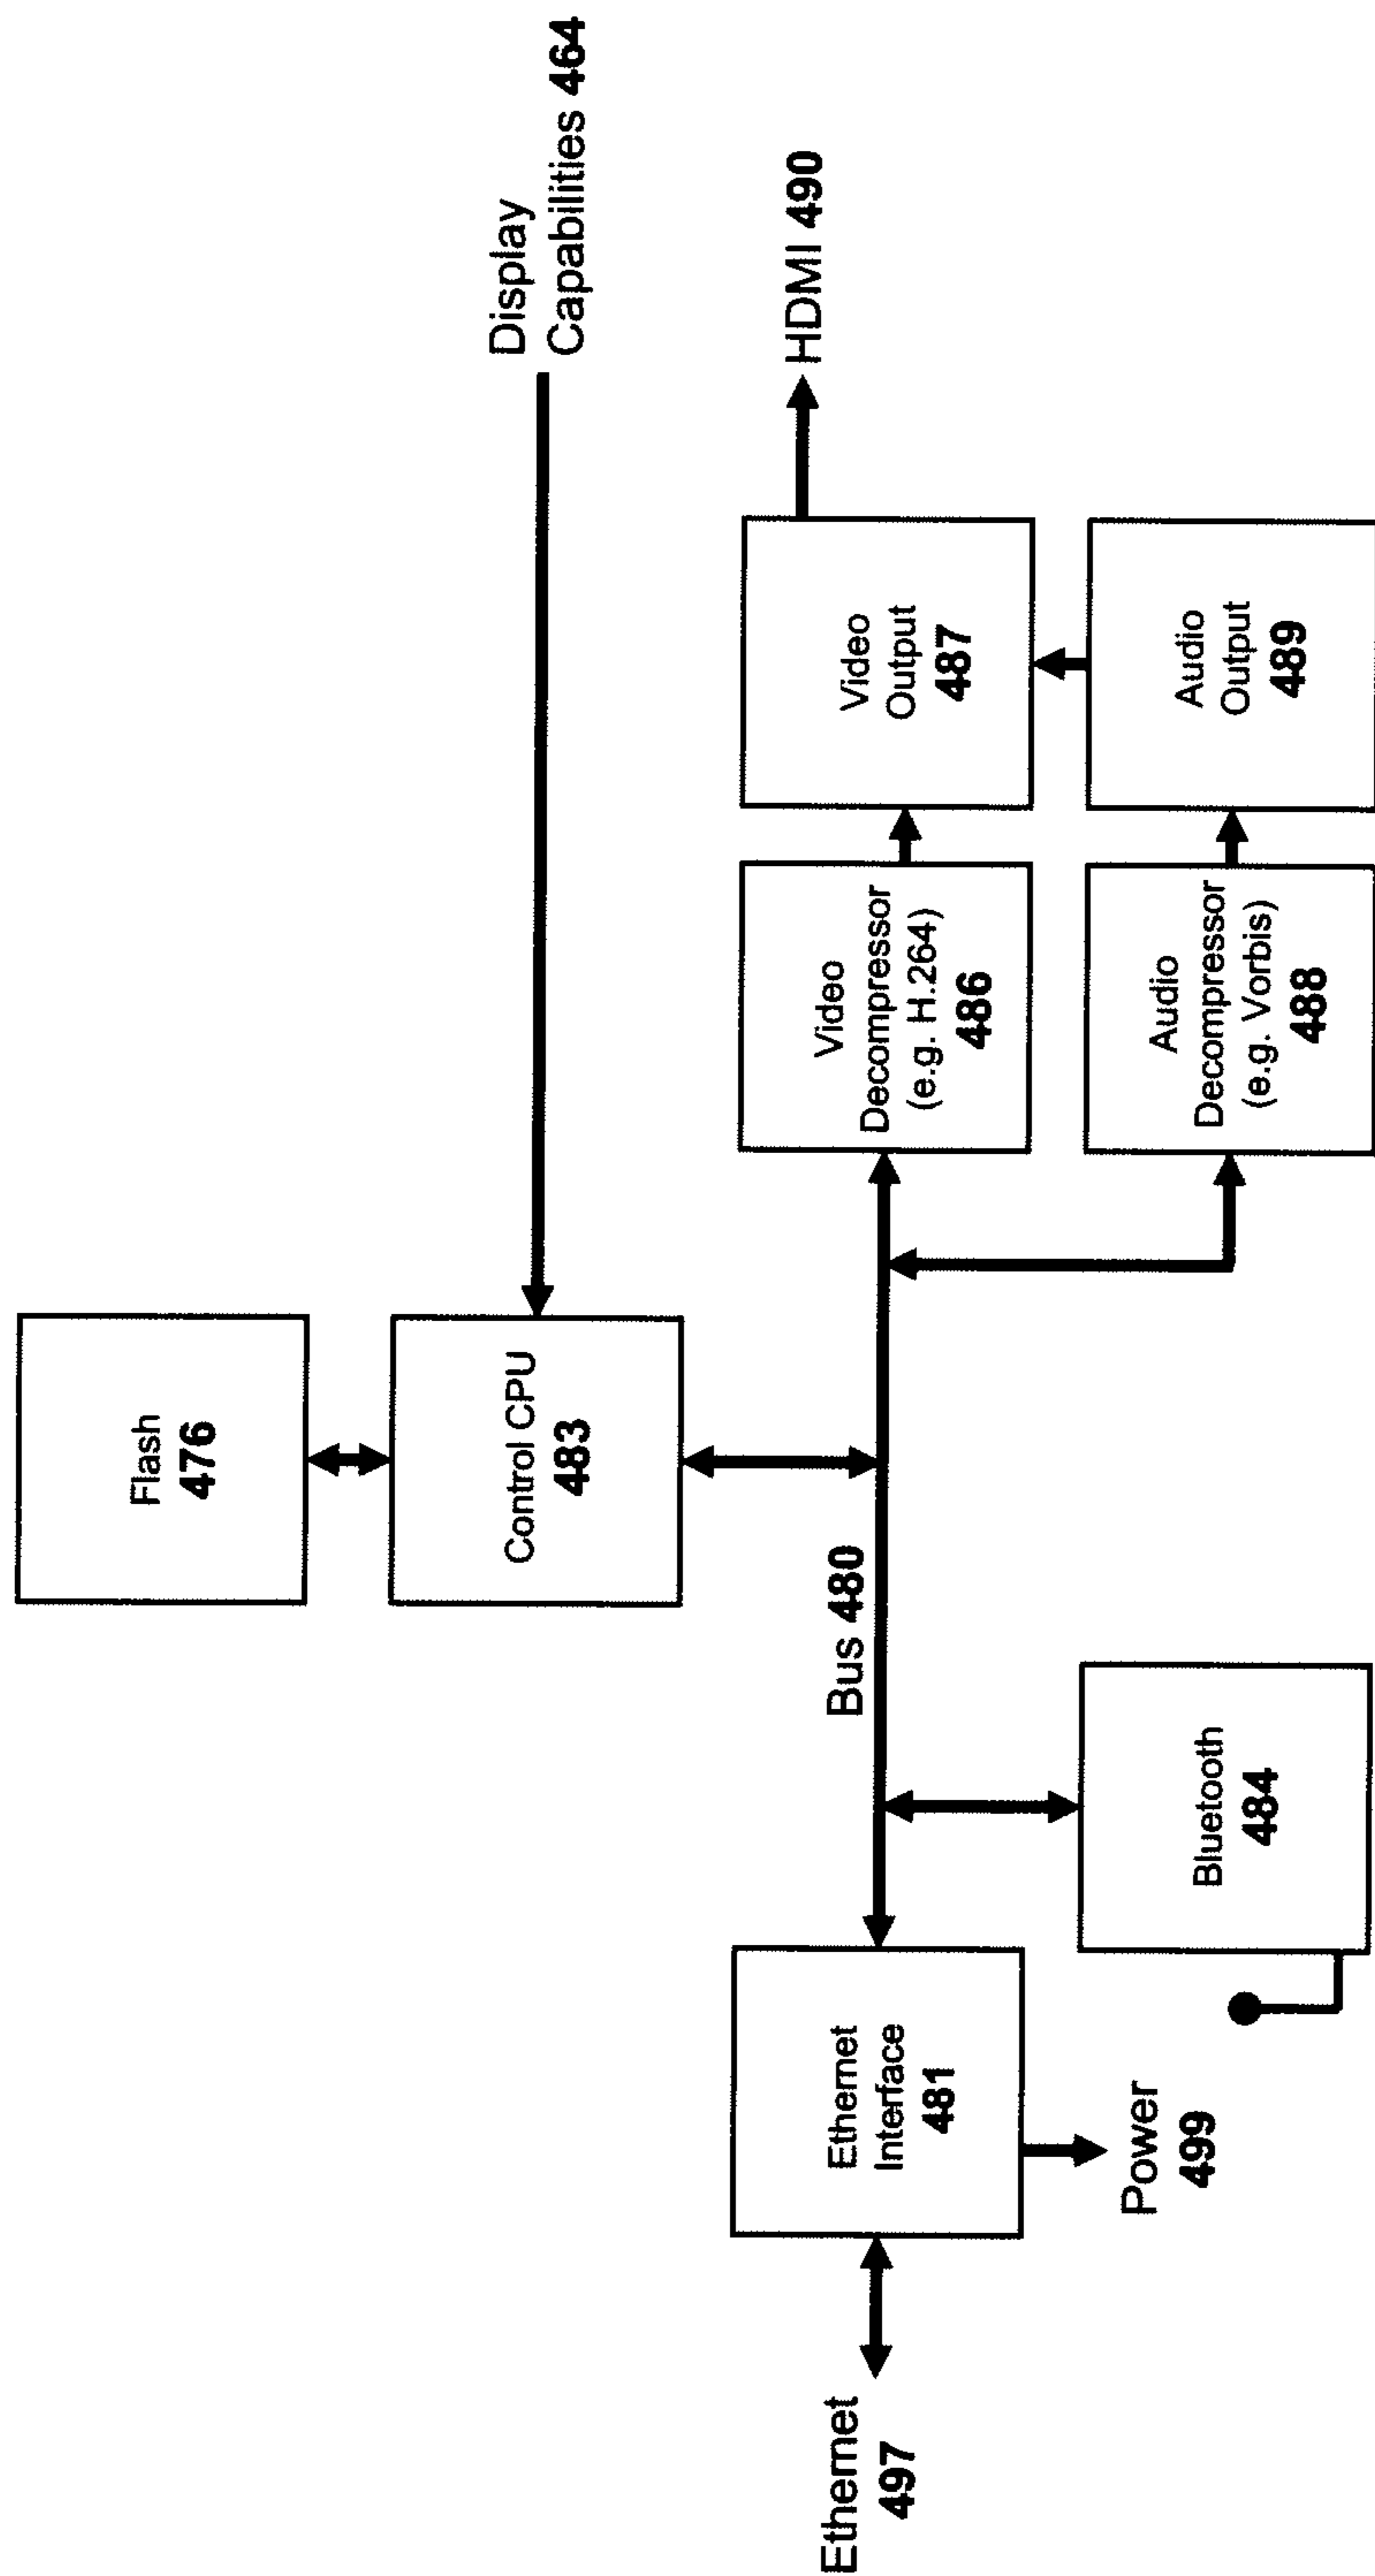 Display
Capabilities 464
Flash
476
Control CPU
483
HDMI 490
Bus 480
Video
Output
487
Video
Decompressor
(e.g. H.264)
486
Audio
Output
489
Audio
Decompressor
(e.g. Vorbis)
488
Ethernet
497
Ethernet
Interface
481
Power
499
Bluetooth
484